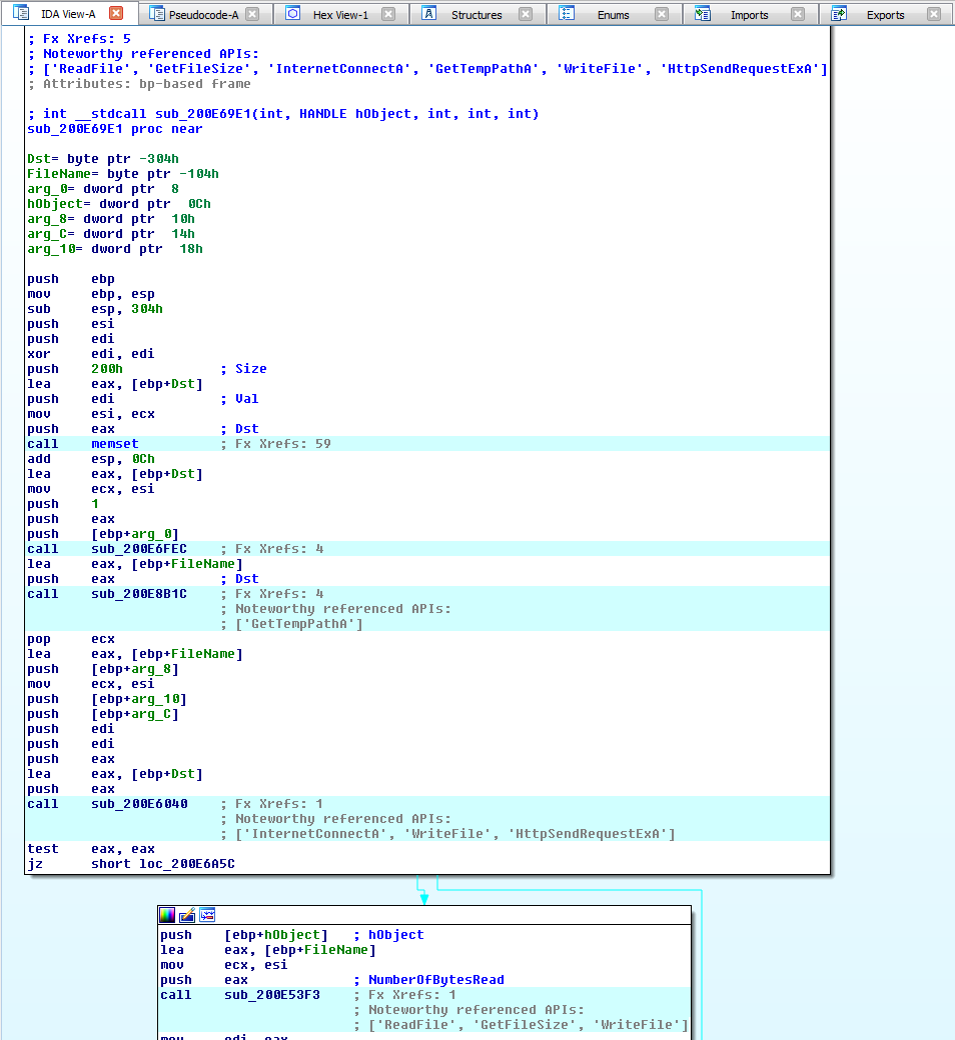 IDA View-A Pseudocode-A Hex View-1 Structures Enums Imports Exports
; Fx Xrefs: 5
; Noteworthy referenced APIs:
; ['ReadFile', 'GetFileSize', 'InternetConnectA', 'GetTempPathA', 'WriteFile', 'HttpSendRequestExA']
; Attributes: bp-based frame
; int __stdcall sub_200E69E1(int, HANDLE hObject, int, int, int)
sub_200E69E1 proc near
Dst= byte ptr -304h
FileName= byte ptr -104h
arg_0= dword ptr  8
hObject= dword ptr  0Ch
arg_8= dword ptr  10h
arg_C= dword ptr  14h
arg_10= dword ptr  18h
push    ebp
mov     ebp, esp
sub     esp, 304h
push    esi
push    edi
xor     edi, edi
push    200h            ; Size
lea     eax, [ebp+Dst]
push    edi             ; Val
mov     esi, ecx
push    eax             ; Dst
call    memset          ; Fx Xrefs: 59
add     esp, 0Ch
lea     eax, [ebp+Dst]
mov     ecx, esi
push    1
push    eax
push    [ebp+arg_0]
call    sub_200E6FEC    ; Fx Xrefs: 4
lea     eax, [ebp+FileName]
push    eax             ; Dst
call    sub_200E8B1C    ; Fx Xrefs: 4
; Noteworthy referenced APIs:
; ['GetTempPathA']
pop     ecx
lea     eax, [ebp+FileName]
push    [ebp+arg_8]
mov     ecx, esi
push    [ebp+arg_10]
push    [ebp+arg_C]
push    edi
push    edi
push    eax
lea     eax, [ebp+Dst]
push    eax
call    sub_200E6040    ; Fx Xrefs: 1
; Noteworthy referenced APIs:
; ['InternetConnectA', 'WriteFile', 'HttpSendRequestExA']
test    eax, eax
jz      short loc_200E6A5C
push    [ebp+hObject]   ; hObject
lea     eax, [ebp+FileName]
mov     ecx, esi
push    eax             ; NumberOfBytesRead
call    sub_200E53F3    ; Fx Xrefs: 1
; Noteworthy referenced APIs:
; ['ReadFile', 'GetFileSize', 'WriteFile']
mov     edi, eax